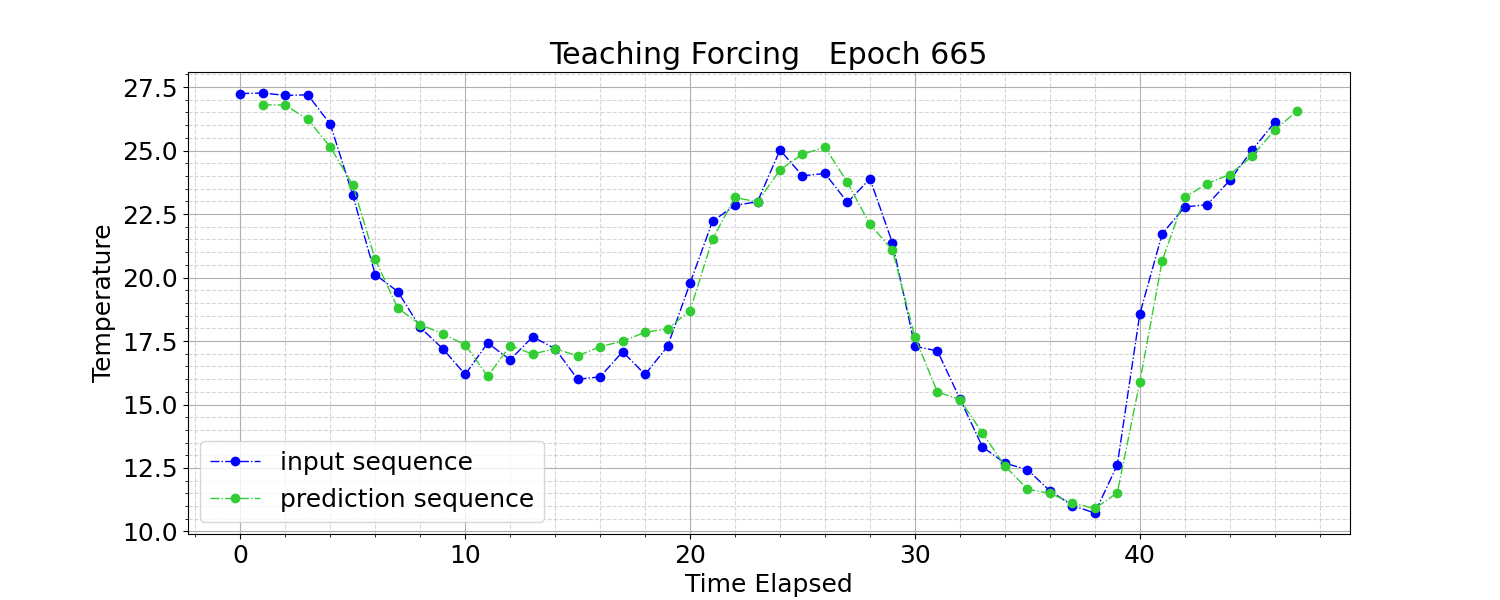 Teaching Forcing   Epoch 665
27.5
25.0
22.5
20.0
17.5
15.0
12.5
10.0
Temperature
input sequence
prediction sequence
0 10 20 30 40
Time Elapsed